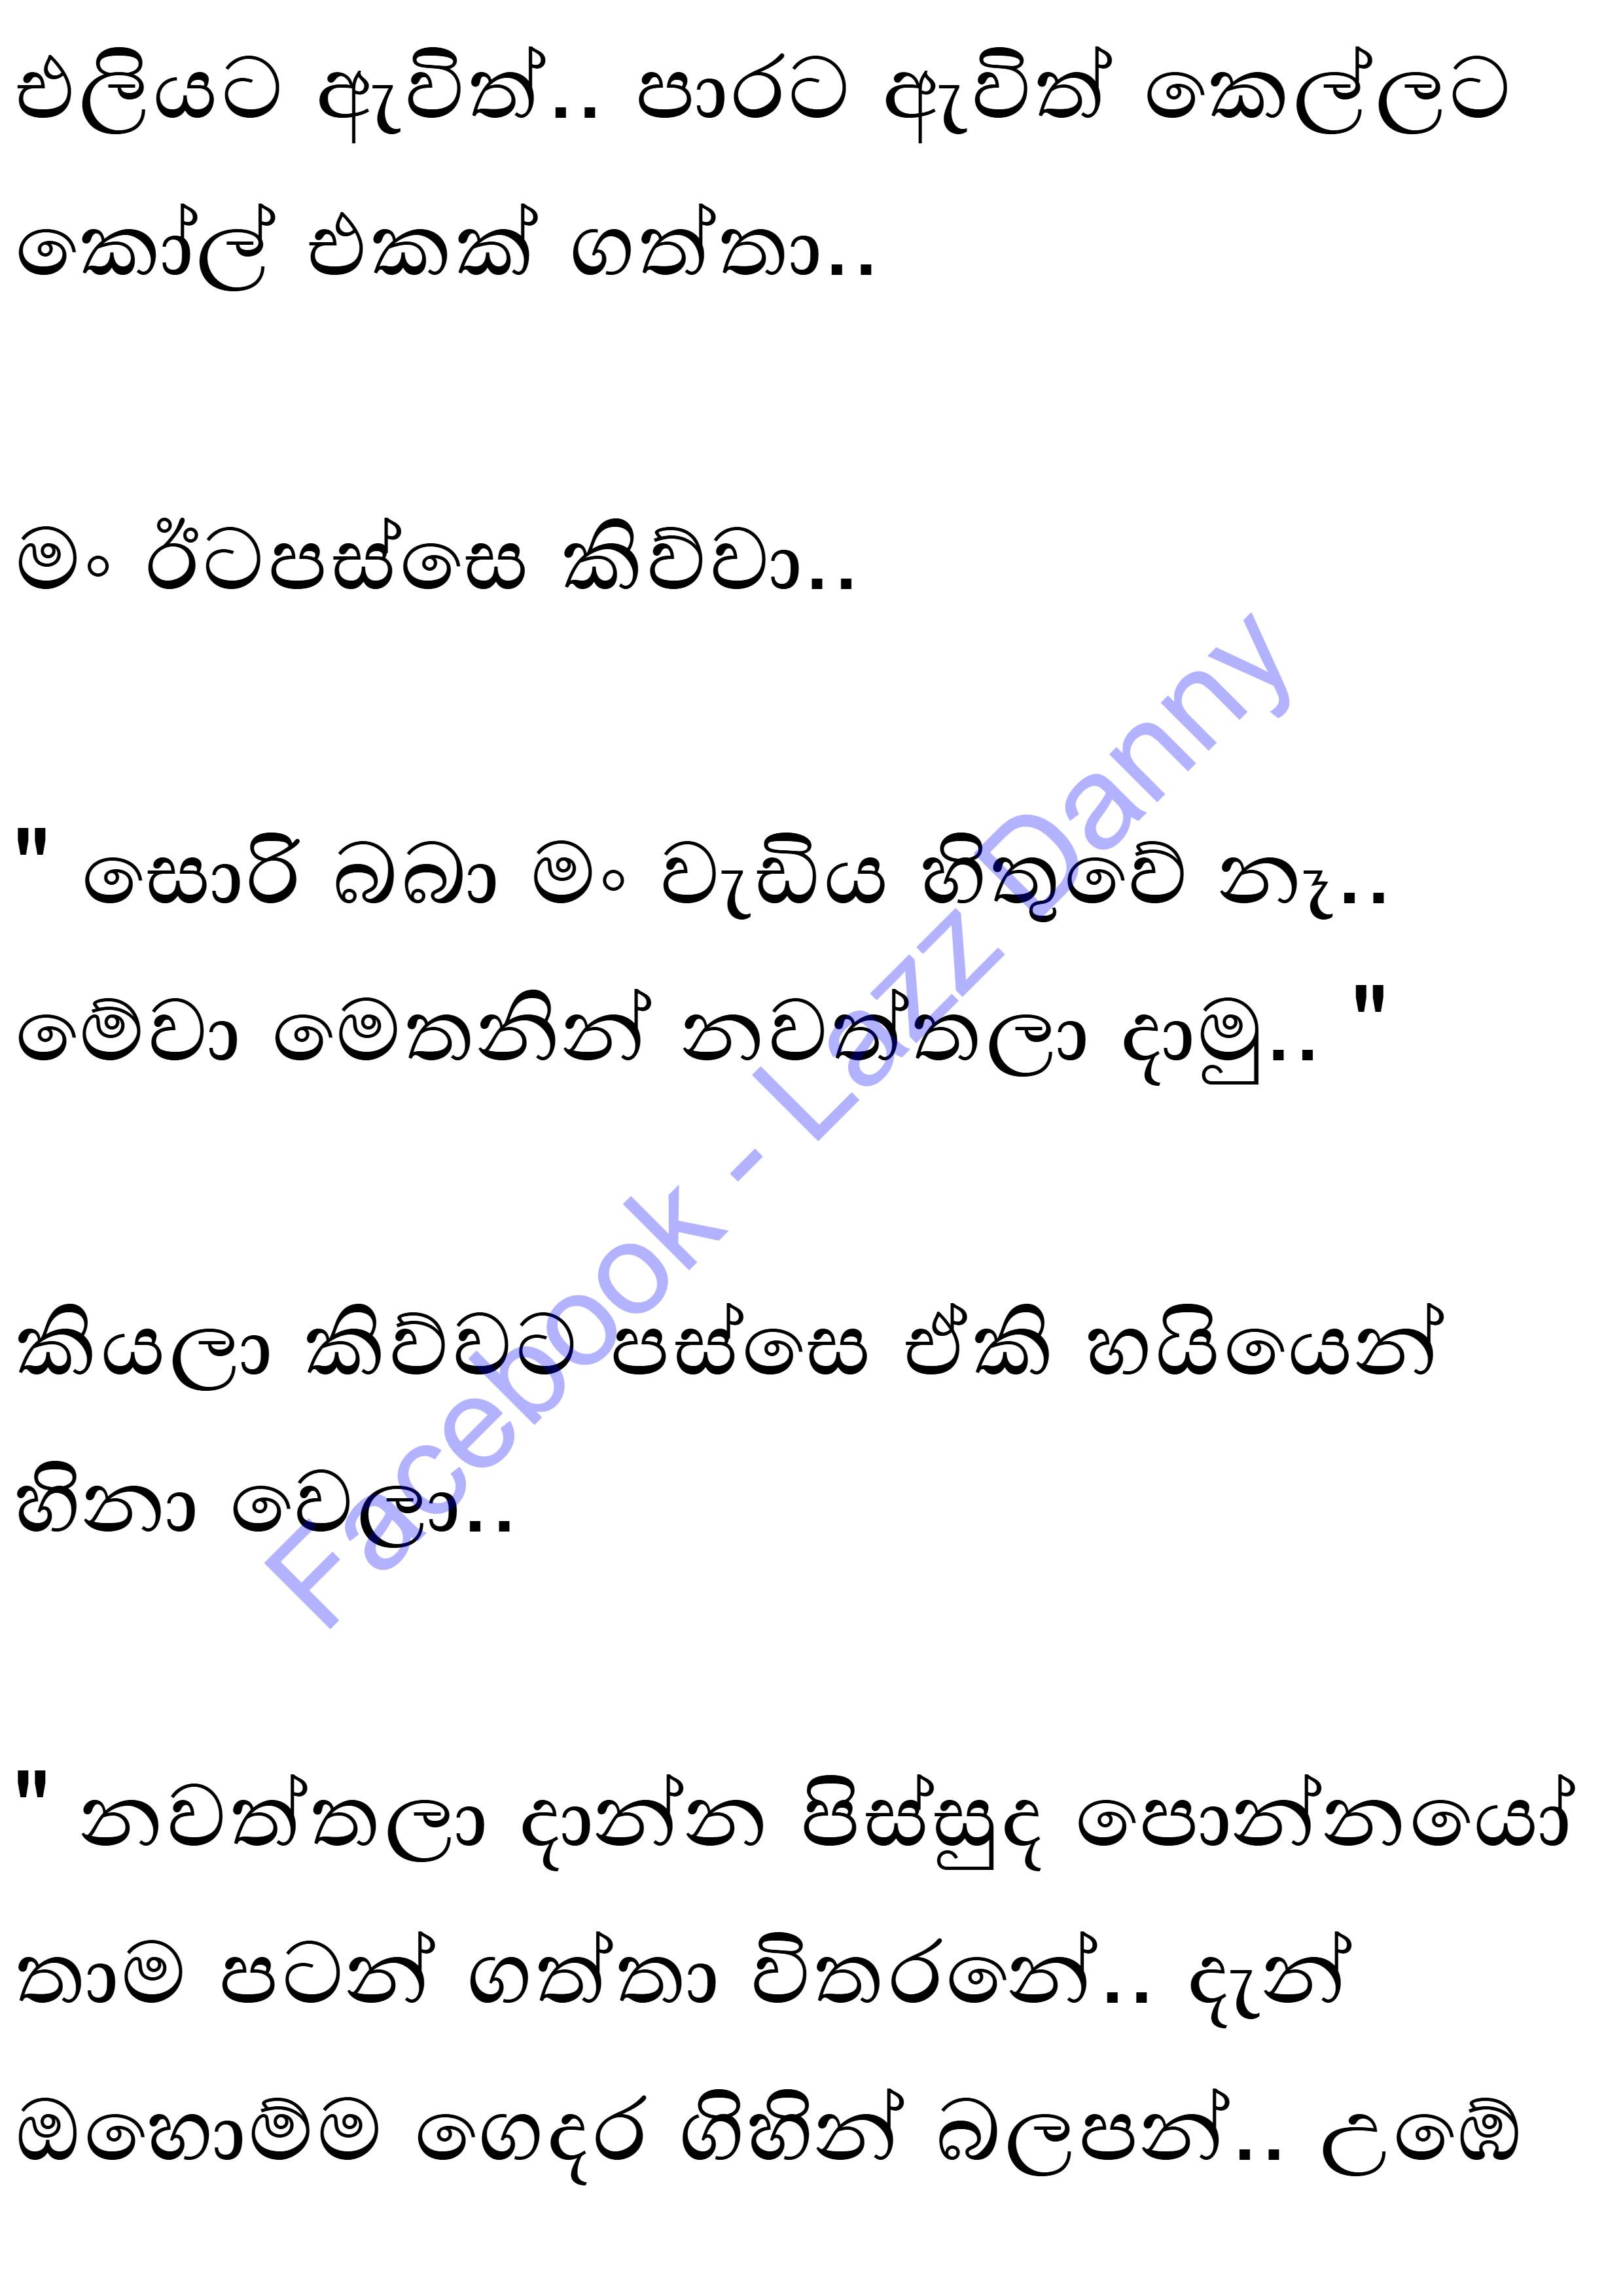 එලියට ඇවිත්.. පාරට ඇවිත් කෙල්ලට
කෝල් එකක් ගත්තා..
මං ඊටපස්සෙ කිව්වා..
" සොරි බබා මං වැඩිය හිතුවේ නෑ..
මේවා මෙතනින් නවත්තලා දාමු.. "
කියලා කිව්වට පස්සෙ ඒකි හයියෙන්
හිනා වෙලා..
" නවත්තලා දාන්න පිස්සුද පොන්නයෝ
තාම පටන් ගත්තා විතරනේ.. දැන්
ඔහොම්ම ගෙදර ගිහින් බලපන්.. උඹේ
Facebook - Lazz Danny